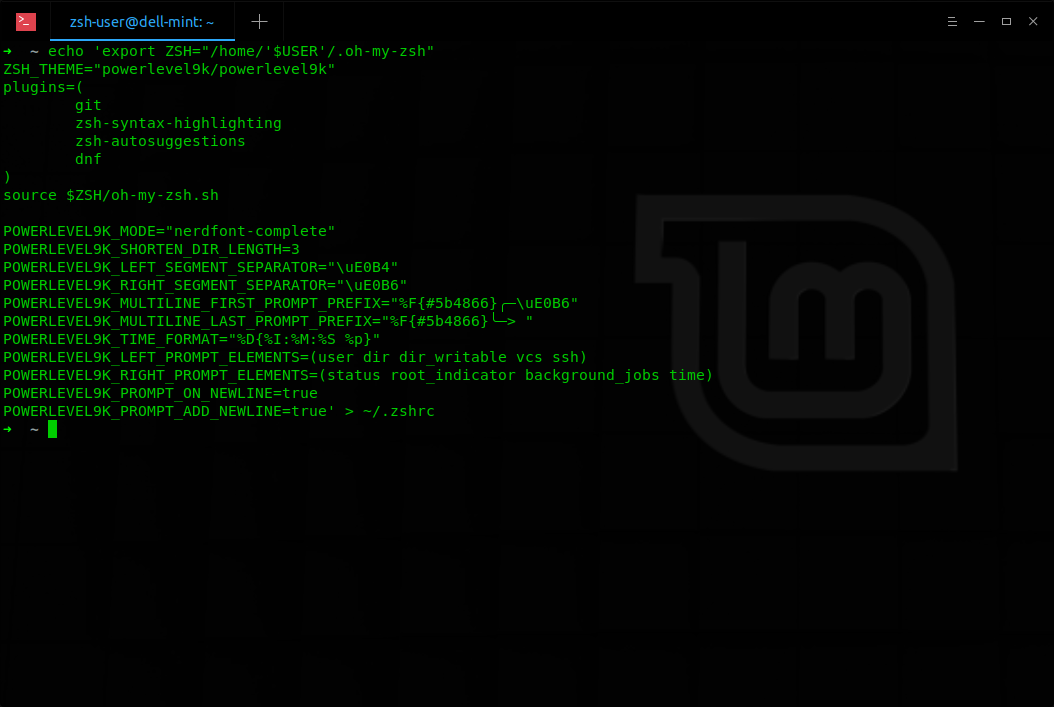 zsh-user@dell-mint: ~
➜  ~ echo 'export ZSH="/home/'$USER'/.oh-my-zsh"
ZSH_THEME="powerlevel9k/powerlevel9k"
plugins=(
        git
        zsh-syntax-highlighting
        zsh-autosuggestions
        dnf
)
source $ZSH/oh-my-zsh.sh

POWERLEVEL9K_MODE="nerdfont-complete"
POWERLEVEL9K_SHORTEN_DIR_LENGTH=3
POWERLEVEL9K_LEFT_SEGMENT_SEPARATOR="\uE0B4"
POWERLEVEL9K_RIGHT_SEGMENT_SEPARATOR="\uE0B6"
POWERLEVEL9K_MULTILINE_FIRST_PROMPT_PREFIX="%F{#5b4866}╭─\uE0B6"
POWERLEVEL9K_MULTILINE_LAST_PROMPT_PREFIX="%F{#5b4866}╰─> "
POWERLEVEL9K_TIME_FORMAT="%D{%I:%M:%S %p}"
POWERLEVEL9K_LEFT_PROMPT_ELEMENTS=(user dir dir_writable vcs ssh)
POWERLEVEL9K_RIGHT_PROMPT_ELEMENTS=(status root_indicator background_jobs time)
POWERLEVEL9K_PROMPT_ON_NEWLINE=true
POWERLEVEL9K_PROMPT_ADD_NEWLINE=true' > ~/.zshrc
➜  ~